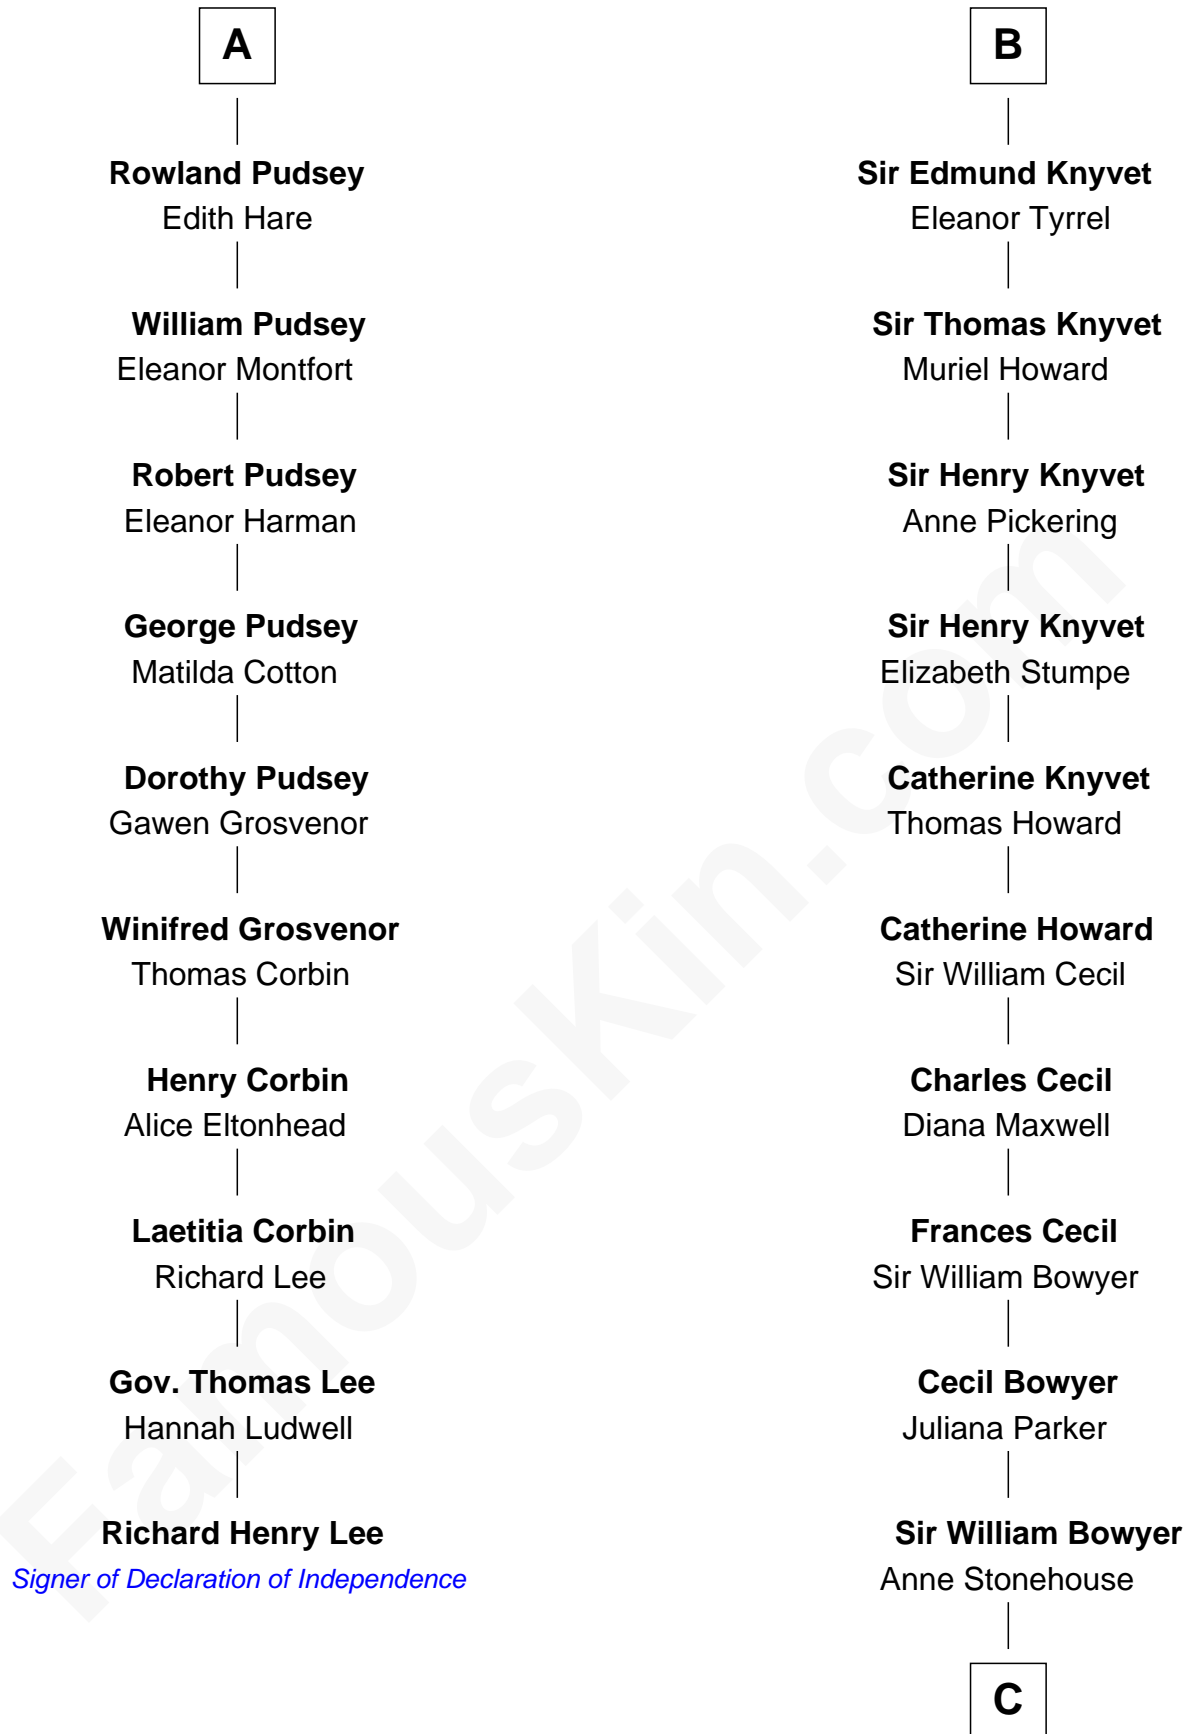 A
Rowland Pudsey
Edith Hare
William Pudsey
Eleanor Montfort
Robert Pudsey
Eleanor Harman
George Pudsey
Matilda Cotton
Dorothy Pudsey
Gawen Grosvenor
Winifred Grosvenor
Thomas Corbin
Henry Corbin
Alice Eltonhead
Laetitia Corbin
Richard Lee
Gov. Thomas Lee
Hannah Ludwell
Richard Henry Lee
Signer of Declaration of Independence
B
Sir Edmund Knyvet
Eleanor Tyrrel
Sir Thomas Knyvet
Muriel Howard
Sir Henry Knyvet
Anne Pickering
Sir Henry Knyvet
Elizabeth Stumpe
Catherine Knyvet
Thomas Howard
Catherine Howard
Sir William Cecil
Charles Cecil
Diana Maxwell
Frances Cecil
Sir William Bowyer
Cecil Bowyer
Juliana Parker
Sir William Bowyer
Anne Stonehouse
C
FamousKin.com